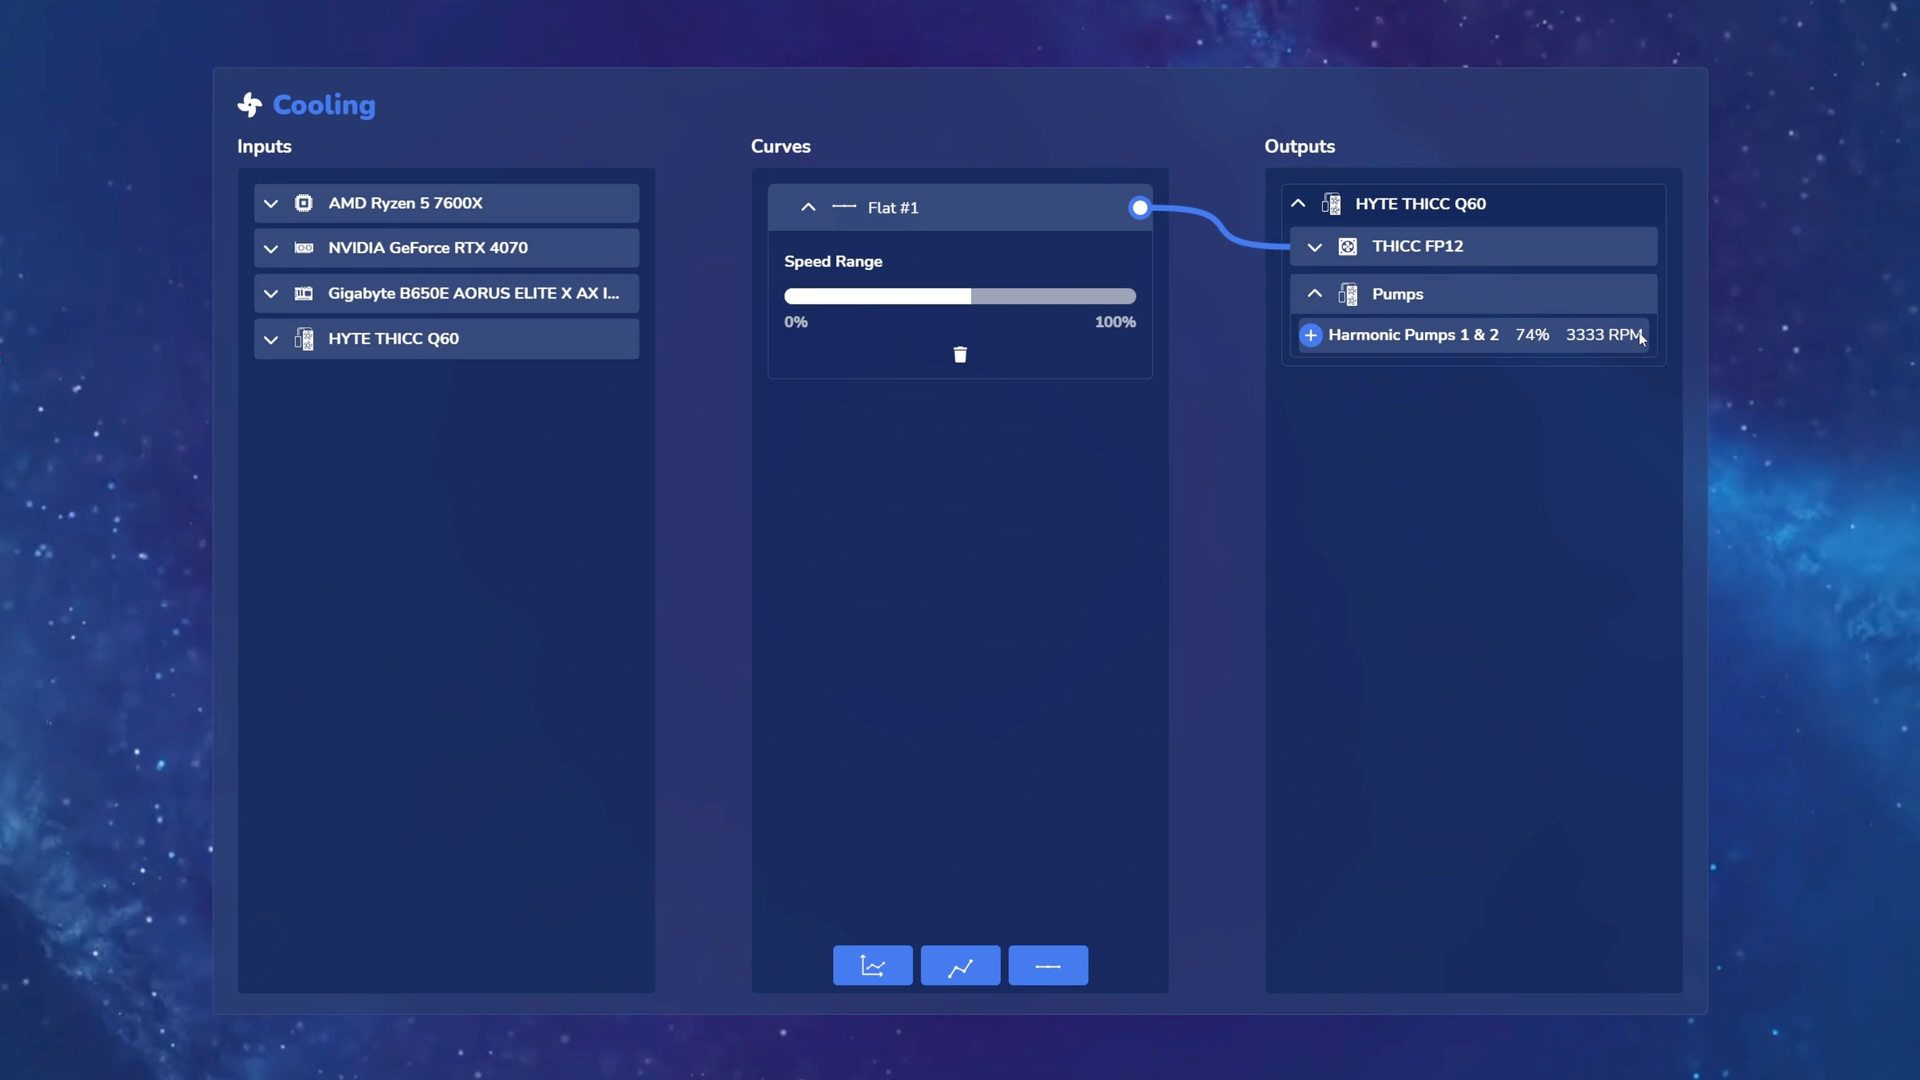 Cooling
Inputs
AMD Ryzen 5 7600X
NVIDIA GeForce RTX 4070
Gigabyte B650E AORUS ELITE X AX I...
HYTE THICC Q60
Curves
Flat #1
Speed Range
0% 100%
Outputs
HYTE THICC Q60
THICC FP12
Pumps
Harmonic Pumps 1 & 2 74% 3333 RPM